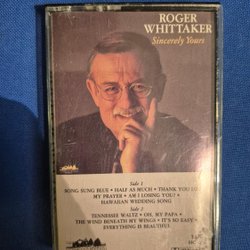 ROGER
WHITTAKER
Sincerely Yours
Side 1
SONG SUNG BLUE • HALF AS MUCH • THANK YOU LO
MY PRAYER • AM I LOSING YOU?
HAWAIIAN WEDDING SONG
Side 2
TENNESSEE WALTZ • OH, MY PAPA •
THE WIND BENEATH MY WINGS • IT'S SO EASY
EVERYTHING IS BEAUTIFUL